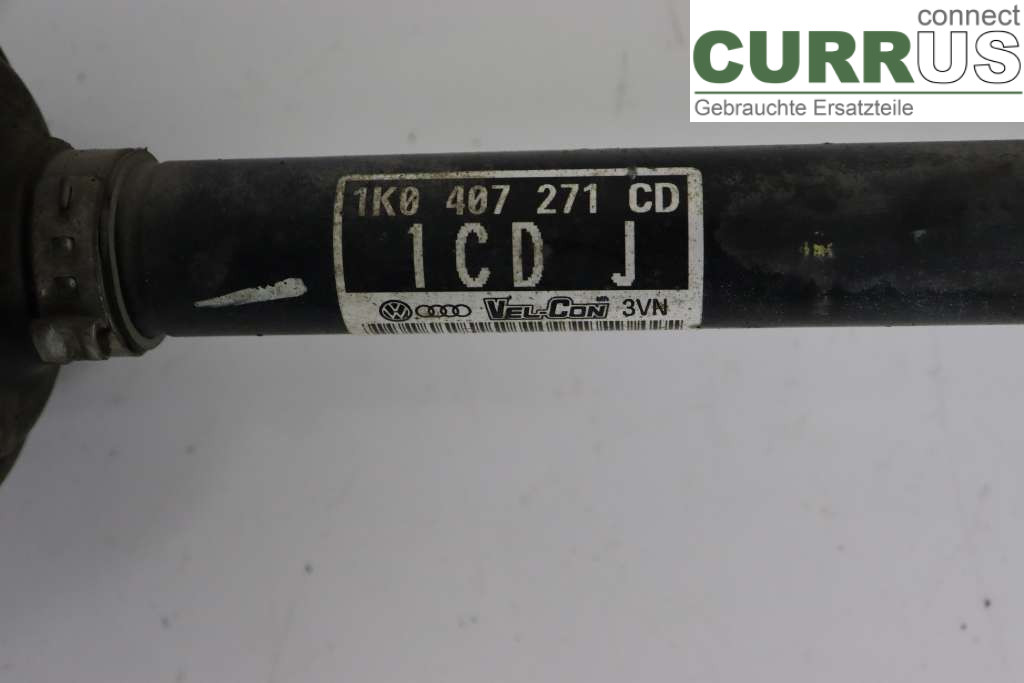 connect
CURRUS
Gebrauchte Ersatzteile
1K0 407 271 CD
1CD J
VEL-CON 3VN